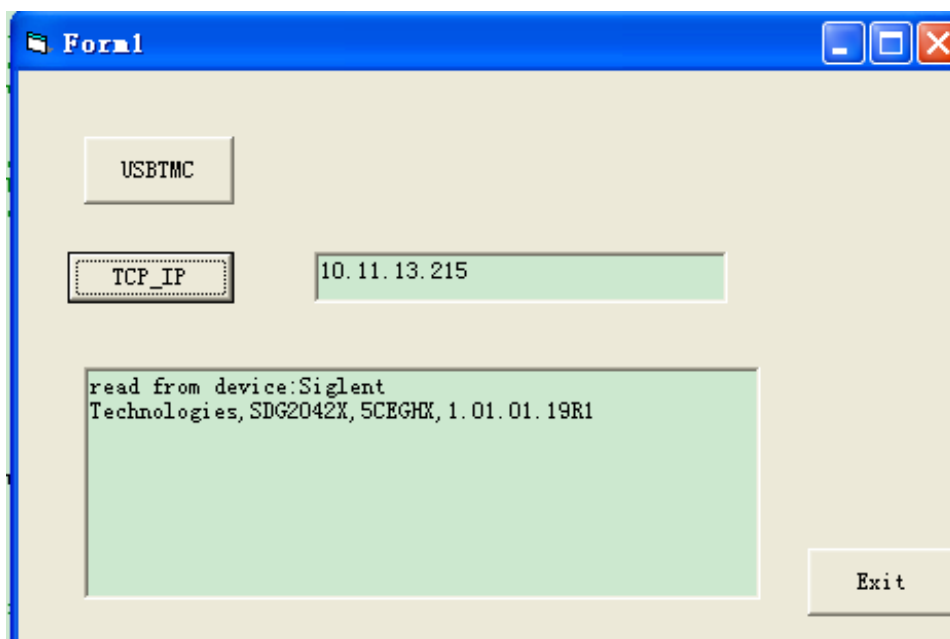 Form1
USBTMC
TCP_IP
10.11.13.215
read from device:Siglent
Technologies,SDG2042X,5CEGHX,1.01.01.19R1
Exit